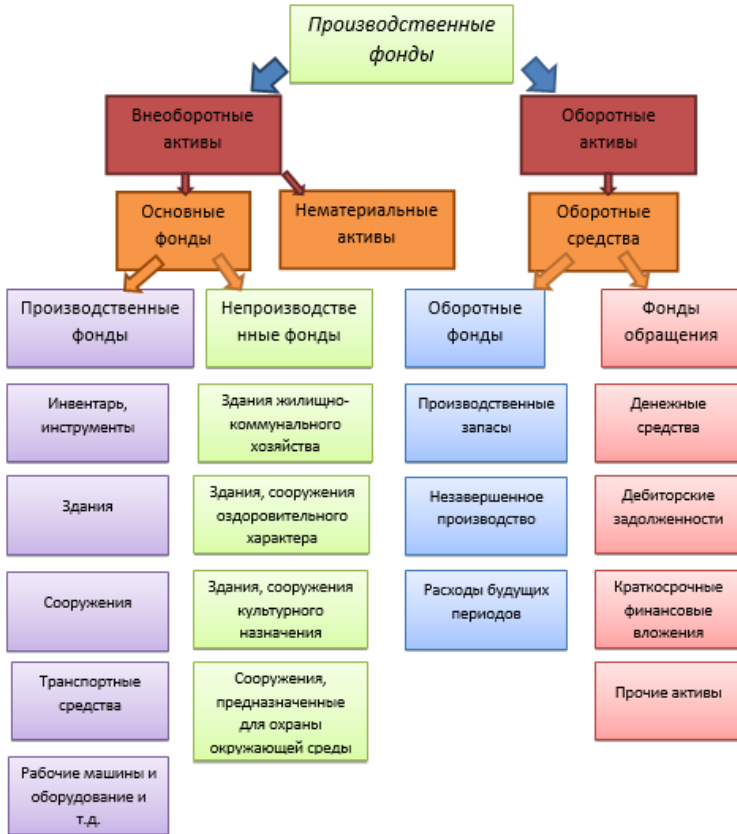 Производственные
фонды
Внеоборотные
активы
Оборотные
активы
Основные
фонды
Нематериальные
активы
Оборотные
средства
Производственные
фонды
Непроизводстве
нные фонды
Оборотные
фонды
Фонды
обращения
Инвентарь,
инструменты
Здания жилищно-
коммунального
хозяйства
Производственные
запасы
Денежные
средства
Здания
Здания, сооружения
оздоровительного
характера
Незавершенное
производство
Дебиторские
задолженности
Сооружения
Здания, сооружения
культурного
назначения
Расходы будущих
периодов
Краткосрочные
финансовые
вложения
Транспортные
средства
Сооружения,
предназначенные
для охраны
окружающей среды
Прочие активы
Рабочие машины и
оборудование и
т.д.